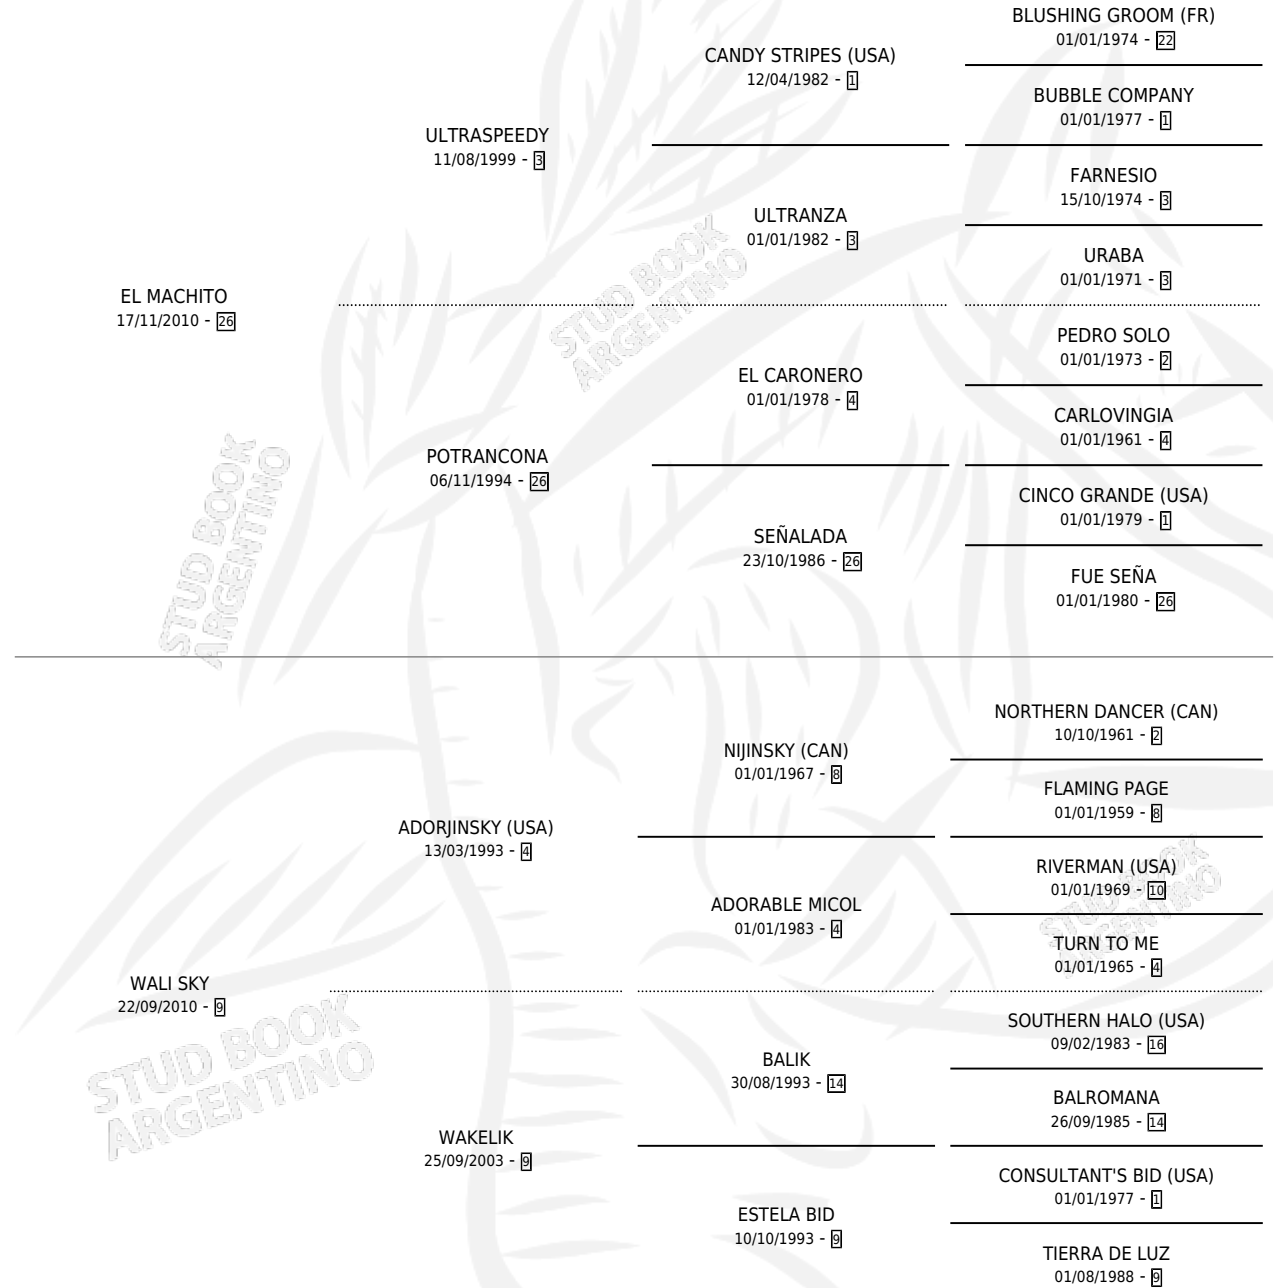 BLUSHING GROOM (FR)
01/01/1974 - 22
CANDY STRIPES (USA)
12/04/1982 - 1
BUBBLE COMPANY
01/01/1977 - 1
ULTRASPEEDY
11/08/1999 - 3
FARNESIO
15/10/1974 - 3
ULTRANZA
01/01/1982 - 3
URABA
01/01/1971 - 3
EL MACHITO
17/11/2010 - 26
STUD BOOK
ARGENTINO
PEDRO SOLO
01/01/1973 - 2
EL CARONERO
01/01/1978 - 4
CARLOVINGIA
01/01/1961 - 4
POTRANCONA
06/11/1994 - 26
CINCO GRANDE (USA)
01/01/1979 - 1
SEÑALADA
23/10/1986 - 26
FUE SEÑA
01/01/1980 - 26
STUD BOOK
ARGENTINO
NORTHERN DANCER (CAN)
10/10/1961 - 2
NIJINSKY (CAN)
01/01/1967 - 8
FLAMING PAGE
01/01/1959 - 8
ADORJINSKY (USA)
13/03/1993 - 4
RIVERMAN (USA)
01/01/1969 - 10
ADORABLE MICOL
01/01/1983 - 4
TURN TO ME
01/01/1965 - 4
STUD BOOK
ARGENTINO
WALI SKY
22/09/2010 - 9
SOUTHERN HALO (USA)
09/02/1983 - 16
BALIK
30/08/1993 - 14
BALROMANA
26/09/1985 - 14
STUD BOOK
ARGENTINO
WAKELIK
25/09/2003 - 9
CONSULTANT'S BID (USA)
01/01/1977 - 1
ESTELA BID
10/10/1993 - 9
TIERRA DE LUZ
01/08/1988 - 9